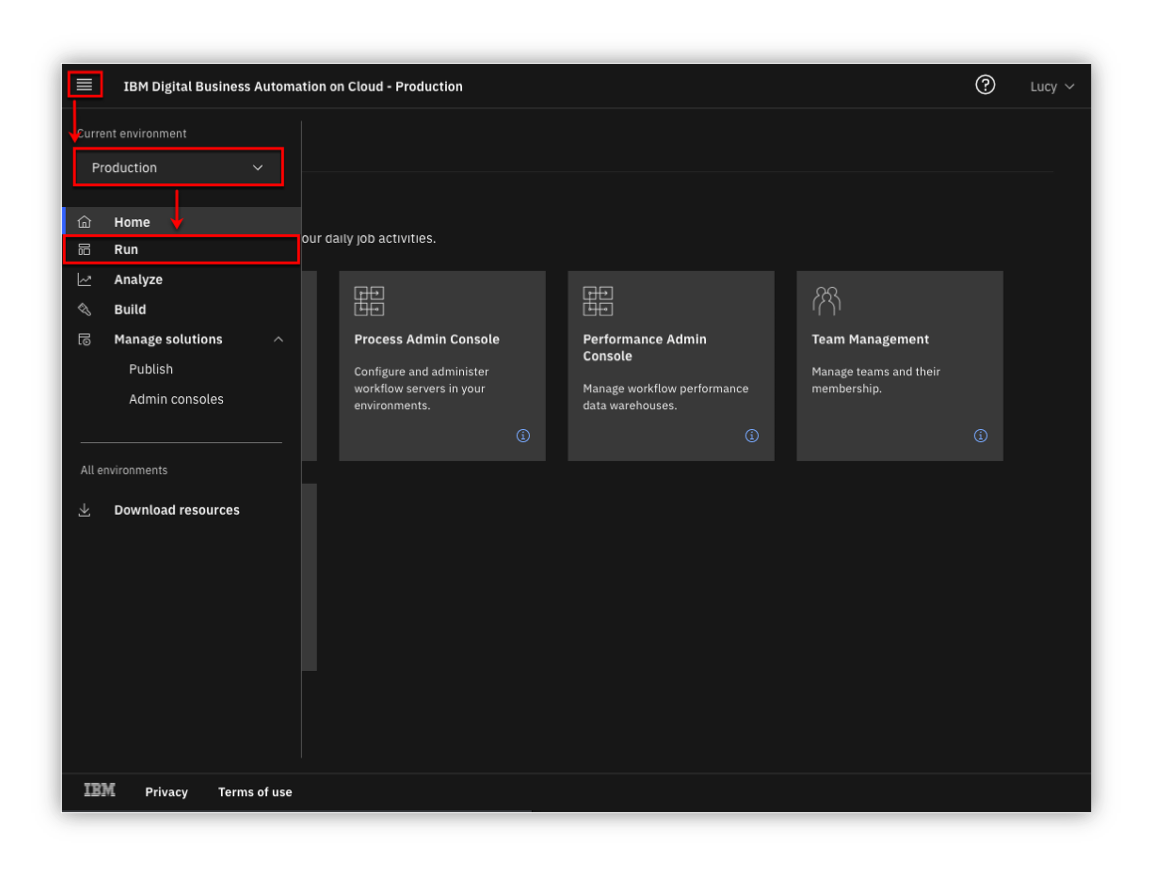 IBM Digital Business Automation on Cloud - Production
Lucy
Current environment
Production
Home
Run
Analyze
Build
Manage solutions
Publish
Admin consoles
All environments
Download resources
our daily job activities.
Process Admin Console
Configure and administer
workflow servers in your
environments.
Performance Admin
Console
Manage workflow performance
data warehouses.
Team Management
Manage teams and their
membership.
IBM
Privacy
Terms of use